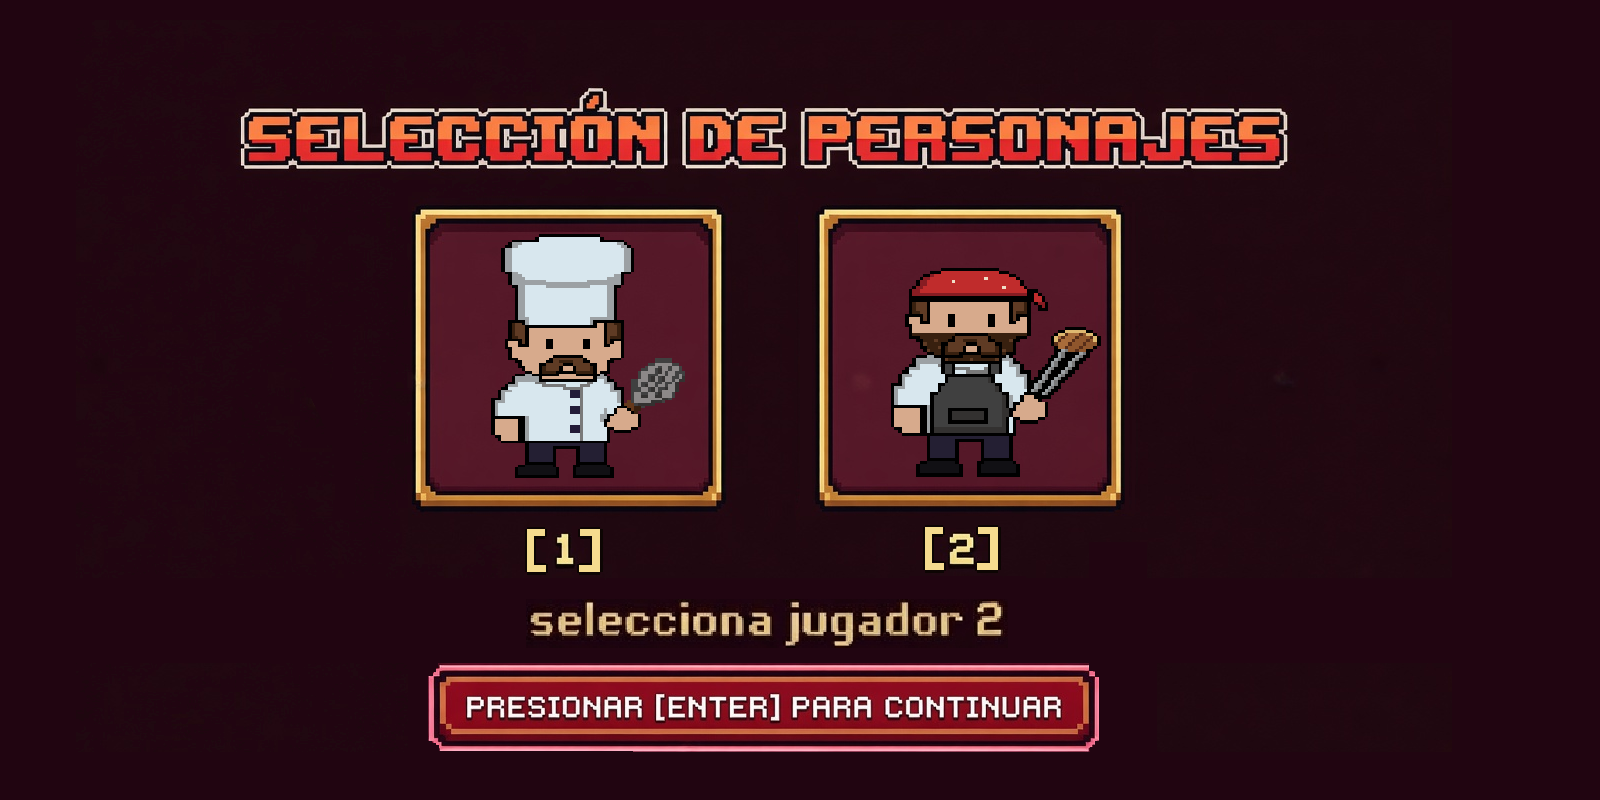 SELECCIÓN DE PERSONAJES
[1] [2]
selecciona jugador 2
PRESIONAR [ENTER] PARA CONTINUAR